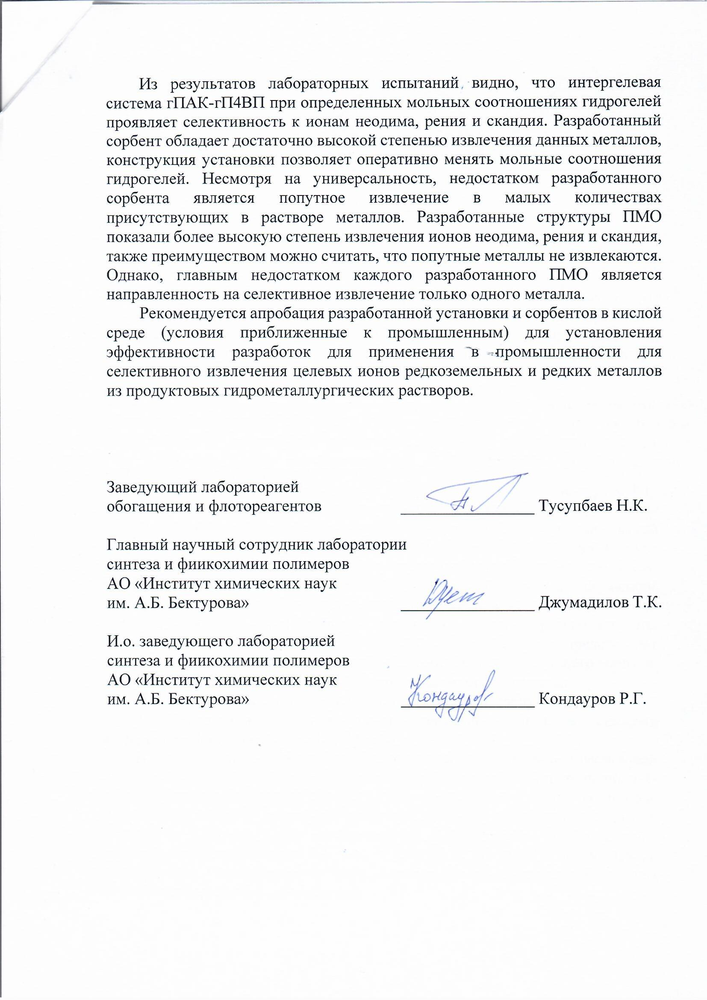 Из результатов лабораторных испытаний видно, что интергелевая
система гПАК-гП4ВП при определенных мольных соотношениях гидрогелей
проявляет селективность к ионам неодима, рения и скандия. Разработанный
сорбент обладает достаточно высокой степенью извлечения данных металлов,
конструкция установки позволяет оперативно менять мольные соотношения
гидрогелей. Несмотря на универсальность, недостатком разработанного
сорбента является попутное извлечение в малых количествах
присутствующих в растворе металлов. Разработанные структуры ПМО
показали более высокую степень извлечения ионов неодима, рения и скандия,
также преимуществом можно считать, что попутные металлы не извлекаются.
Однако, главным недостатком каждого разработанного ПМО является
направленность на селективное извлечение только одного металла.
Рекомендуется апробация разработанной установки и сорбентов в кислой
среде (условия приближенные к промышленным) для установления
эффективности разработок для применения в промышленности для
селективного извлечения целевых ионов редкоземельных и редких металлов
из продуктовых гидрометаллургических растворов.
Заведующий лабораторией
обогащения и флотореагентов Тусупбаев Н.К.
Главный научный сотрудник лаборатории
синтеза и фиикохимии полимеров
АО «Институт химических наук
им. А.Б. Бектурова» Джумадилов Т.К.
И.о. заведующего лабораторией
синтеза и фиикохимии полимеров
АО «Институт химических наук
им. А.Б. Бектурова» Кондауров Кондауров Р.Г.